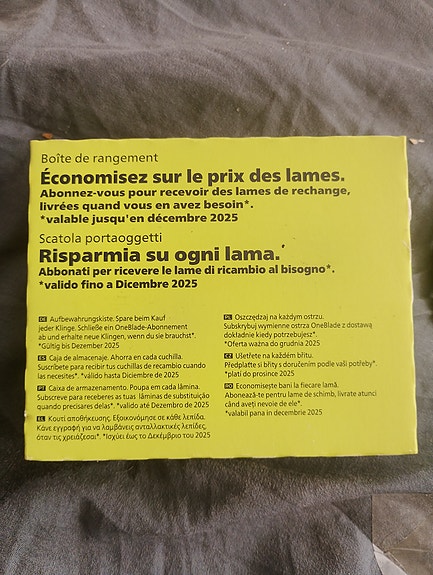 Boîte de rangement
Économisez sur le prix des lames.
Abonnez-vous pour recevoir des lames de rechange,
livrées quand vous en avez besoin*.
*valable jusqu'en décembre 2025
Scatola portaoggetti
Risparmia su ogni lama.
Abbonati per ricevere le lame di ricambio al bisogno*.
*valido fino a Dicembre 2025
DE Aufbewahrungskiste. Spare beim Kauf
jeder Klinge. Schließe ein OneBlade-Abonnement
ab und erhalte neue Klingen, wenn du sie brauchst*.
*Gültig bis Dezember 2025
ES Caja de almacenaje. Ahorra en cada cuchilla.
Suscríbete para recibir tus cuchillas de recambio cuando
las necesites*. *válido hasta Diciembre 2025
PT Caixa de armazenamento. Poupa em cada lâmina.
Subscreve para receberes as tuas lâminas de substituição
quando precisares delas*. *válido até Dezembro de 2025
EL Κουτί αποθήκευσης. Εξοικονόμησε σε κάθε λεπίδα.
Κάνε εγγραφή για να λαμβάνεις ανταλλακτικές λεπίδες,
όταν τις χρειάζεσαι*. *Ισχύει έως το Δεκέμβριο του 2025
PL Oszczędzaj na każdym ostrzu.
Subskrybuj wymienne ostrza OneBlade z dostawą
dokładnie kiedy potrzebujesz*.
*Oferta ważna do grudnia 2025
CZ Ušetřete na každém břitu.
Předplaťte si břity s doručením podle vaší potřeby*.
*platí do prosince 2025
RO Economisește bani la fiecare lamă.
Abonează-te pentru lame de schimb, livrate atunci
când aveți nevoie de ele*.
*valabil pana in decembrie 2025